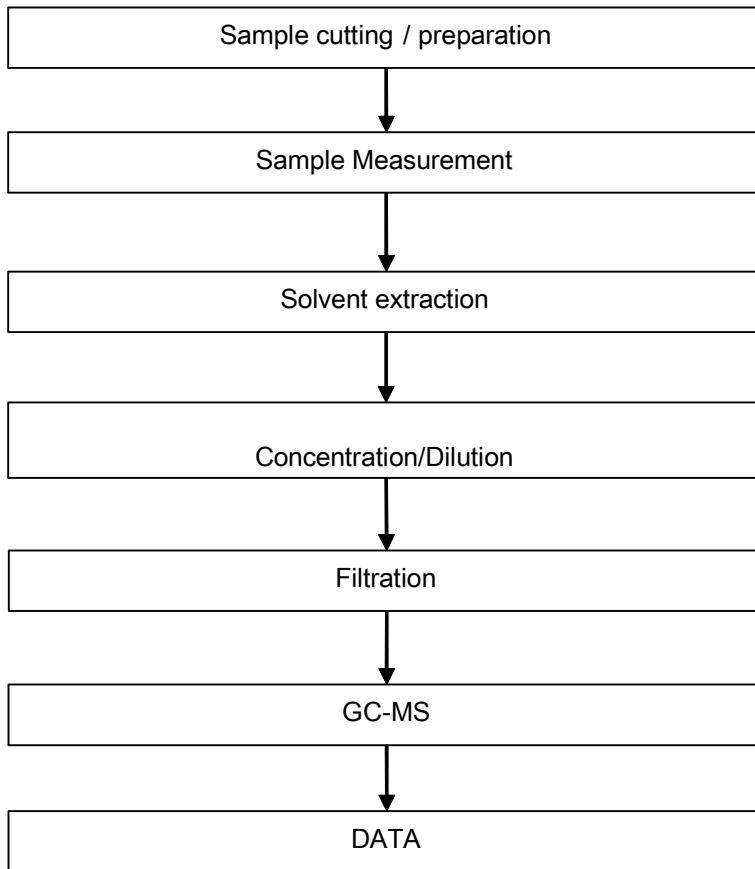 Sample cutting / preparation
Sample Measurement
Solvent extraction
Concentration/Dilution
Filtration
GC-MS
DATA